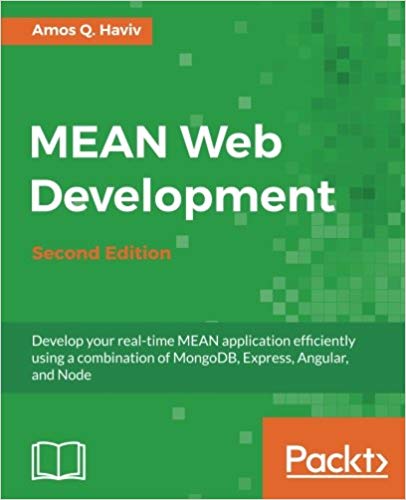 Amos Q. Haviv
MEAN Web
Development
Second Edition
Develop your real-time MEAN application efficiently
using a combination of MongoDB, Express, Angular,
and Node
Packt>